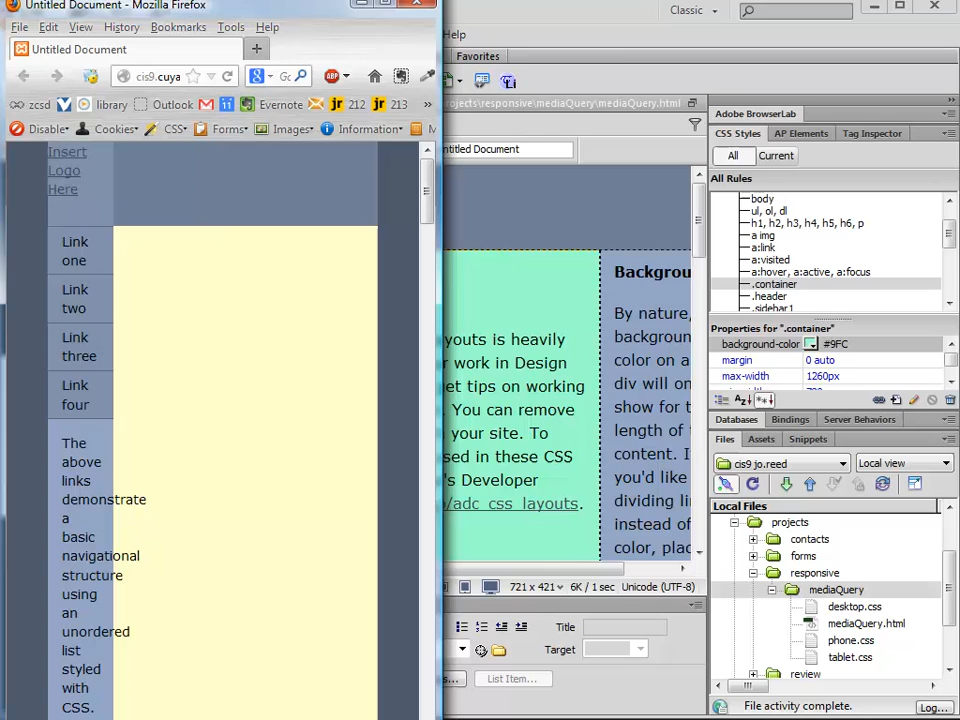 Untitled Document - Mozilla Firefox
File Edit View History Bookmarks Tools Help
Untitled Document
cis9.cuya
zcsd library Outlook Evernote 212 213 »
Disable Cookies CSS Forms Images Information
Insert
Logo
Here
Link
one
Link
two
Link
three
Link
four
The
above
links
demonstrate
a
basic
navigational
structure
using
an
unordered
list
styled
with
CSS.
Classic
Help
Favorites
rojects\responsive\mediaQuery\mediaQuery.html
ntitled Document
youts is heavily
r work in Design
et tips on working
. You can remove
your site. To
sed in these CSS
's Developer
/adc_css_layouts.
Backgrou
By nature,
background
color on a
div will on
show for t
length of
content. I
you'd like
dividing lin
instead of
color, plac
721 x 421 6K / 1 sec Unicode (UTF-8)
Title
Target
List Item...
Adobe BrowserLab
CSS Styles AP Elements Tag Inspector
All Current
All Rules
body
ul, ol, dl
h1, h2, h3, h4, h5, h6, p
a img
a:link
a:visited
a:hover, a:active, a:focus
.container
.header
.sidebar1
Properties for ".container"
background-color #9FC
margin 0 auto
max-width 1260px
Databases Bindings Server Behaviors
Files Assets Snippets
cis9 jo.reed Local view
Local Files
projects
contacts
forms
responsive
mediaQuery
desktop.css
mediaQuery.html
phone.css
tablet.css
review
File activity complete. Log...